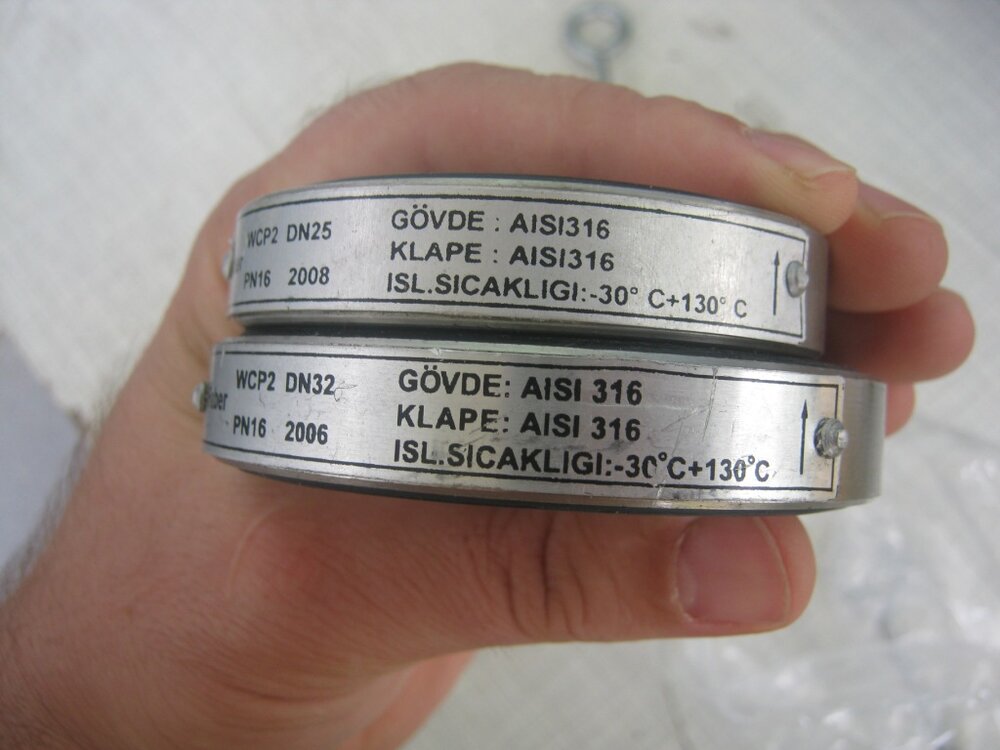 WCP2 DN25
PN16 2008
GÖVDE : AISI316
KLAPE : AISI316
ISL.SICAKLIGI:-30° C+130° C
WCP2 DN32
PN16 2006
GÖVDE: AISI 316
KLAPE: AISI 316
ISL.SICAKLIGI:-30°C+130°C